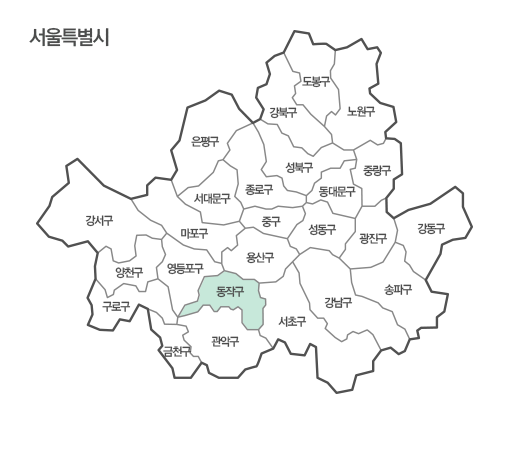 서울특별시
도봉구
강북구
노원구
은평구
성북구
중랑구
서대문구
종로구
동대문구
강서구
마포구
중구
성동구
광진구
강동구
양천구
영등포구
용산구
송파구
동작구
구로구
강남구
서초구
관악구
금천구